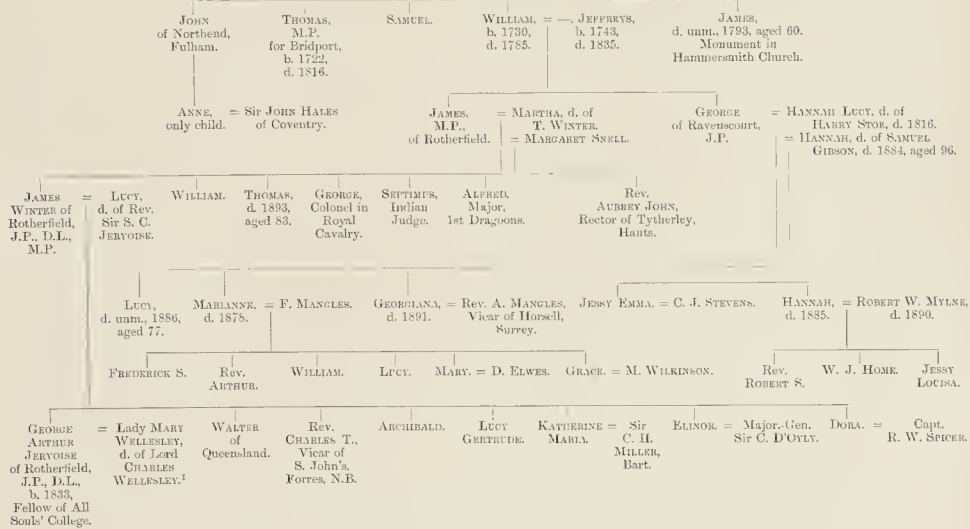 JOHN
of Northend,
Fulham.
THOMAS,
M.P.
for Bridport,
b. 1722,
d. 1816.
SAMUEL.
WILLIAM,
b. 1730,
d. 1785.
= —. JEFFREYS,
b. 1743,
d. 1835.
JAMES,
d. unm., 1793, aged 60.
Monument in
Hammersmith Church.
ANNE,
only child.
= Sir JOHN HALES
of Coventry.
JAMES,
M.P.,
of Rotherfield.
= MARTHA, d. of
T. WINTER.
= MARGARET SNELL.
GEORGE
of Ravenscourt,
J.P.
= HANNAH LUCY, d. of
HARRY STOE, d. 1816.
= HANNAH, d. of SAMUEL
GIBSON, d. 1884, aged 96.
JAMES
WINTER of
Rotherfield,
J.P., D.L.,
M.P.
= LUCY,
d. of Rev.
Sir S. C.
JERVOISE.
WILLIAM.
THOMAS,
d. 1893,
aged 83.
GEORGE,
Colonel in
Royal
Cavalry.
SEPTIMUS,
Indian
Judge.
ALFRED,
Major,
1st Dragoons.
Rev.
AUBREY JOHN,
Rector of Tytherley,
Hants.
LUCY,
d. unm., 1886,
aged 77.
MARIANNE,
d. 1878.
= F. MANGLES.
GEORGIANA,
d. 1891.
= Rev. A. MANGLES,
Vicar of Horsell,
Surrey.
JESSY EMMA. = C. J. STEVENS.
HANNAH,
d. 1885.
= ROBERT W. MYLNE,
d. 1890.
FREDERICK S.
Rev.
ARTHUR.
WILLIAM.
LUCY.
MARY. = D. ELWES.
GRACE. = M. WILKINSON.
Rev.
ROBERT S.
W. J. HOME.
JESSY
LOUISA.
GEORGE
ARTHUR
JERVOISE
of Rotherfield,
J.P., D.L.,
b. 1833,
Fellow of All
Souls' College.
= Lady MARY
WELLESLEY,
d. of Lord
CHARLES
WELLESLEY.¹
WALTER
of
Queensland.
Rev.
CHARLES T.,
Vicar of
S. John's,
Forres, N.B.
ARCHIBALD.
LUCY
GERTRUDE.
KATHERINE
MARIA.
= Sir
C. H.
MILLER,
Bart.
ELINOR. = Major.-Gen.
Sir C. D'OYLY.
DORA. = Capt.
R. W. SPICER.